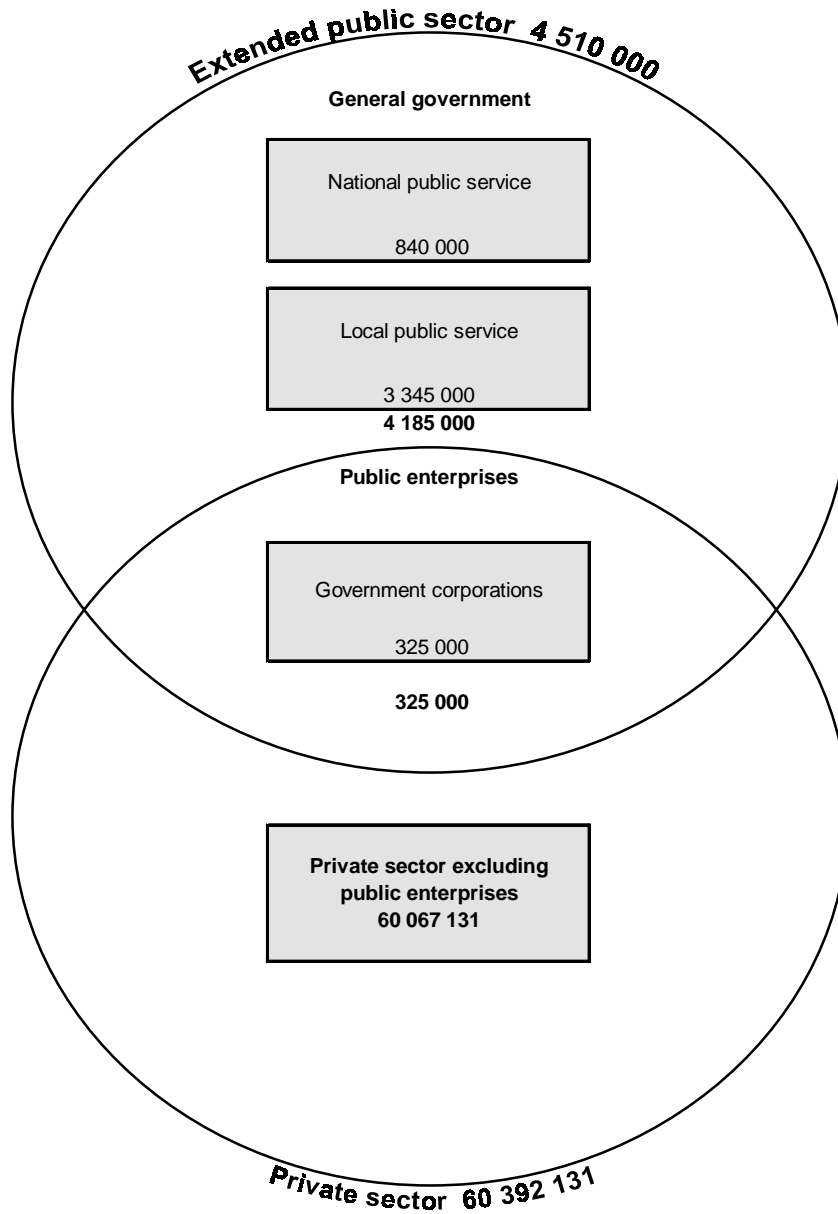 Extended public sector 4 510 000
General government
National public service
840 000
Local public service
3 345 000
4 185 000
Public enterprises
Government corporations
325 000
325 000
Private sector excluding
public enterprises
60 067 131
Private sector 60 392 131